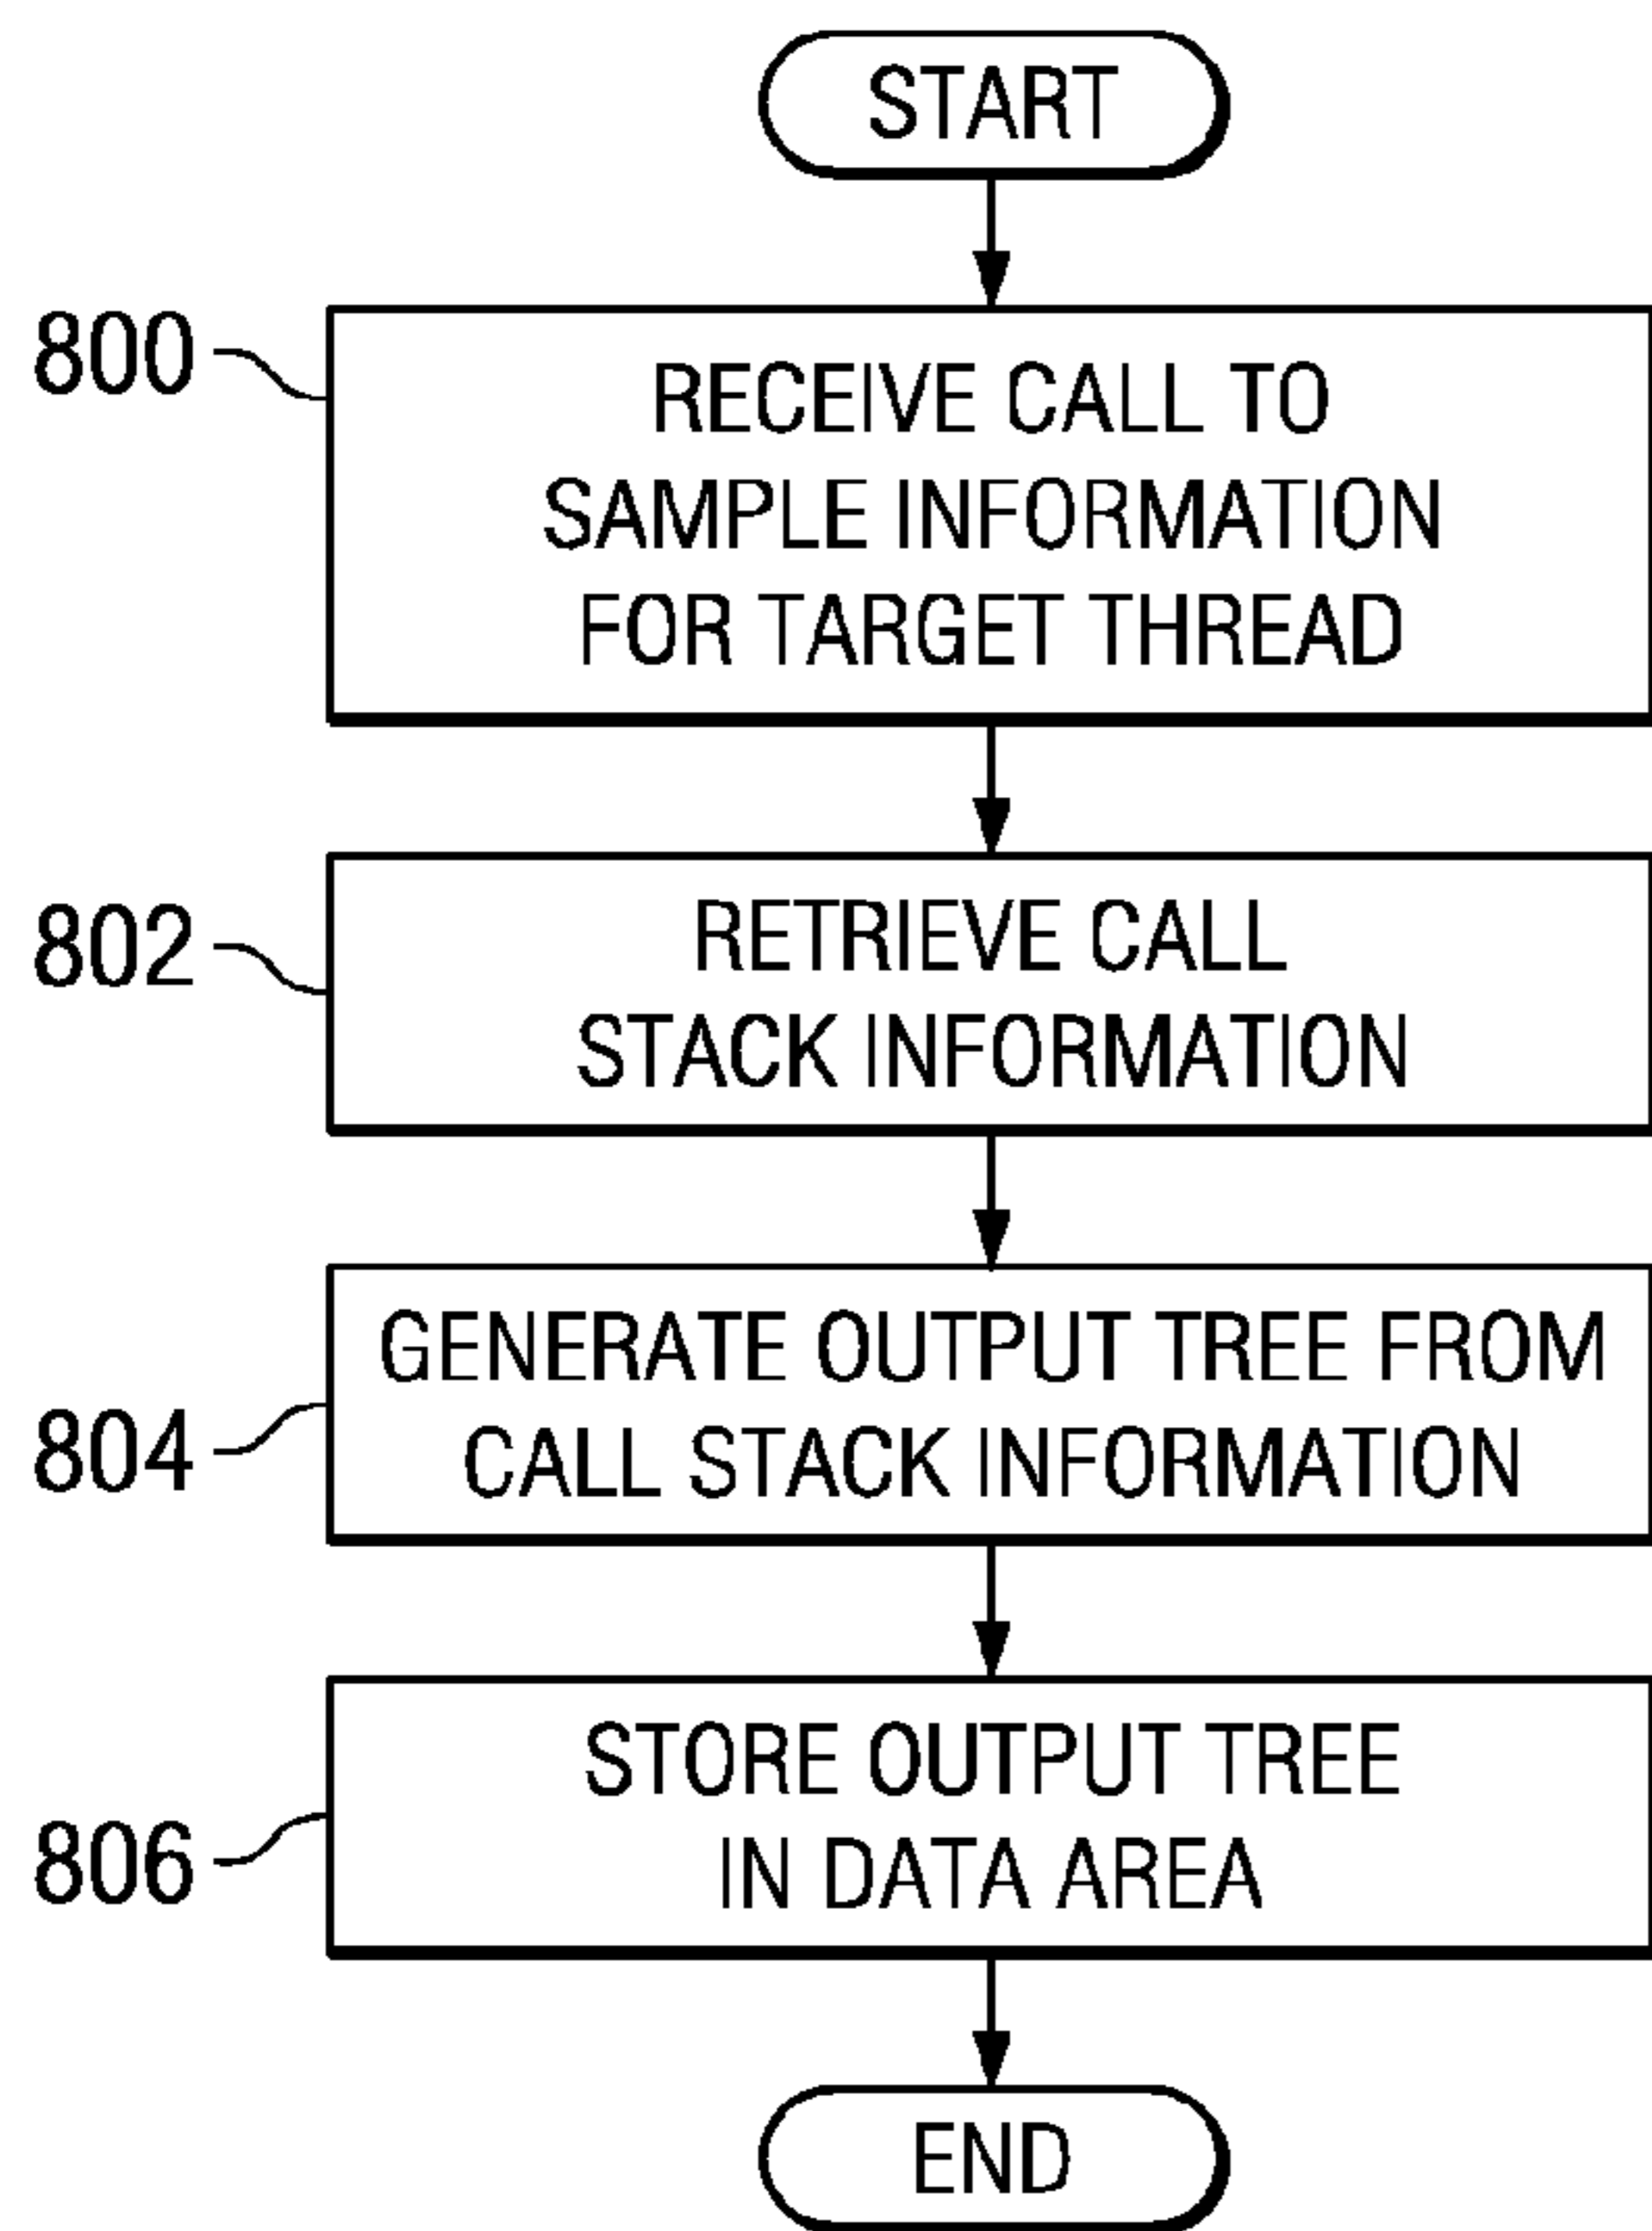 START
800
RECEIVE CALL TO
SAMPLE INFORMATION
FOR TARGET THREAD
802
RETRIEVE CALL
STACK INFORMATION
804
GENERATE OUTPUT TREE FROM
CALL STACK INFORMATION
806
STORE OUTPUT TREE
IN DATA AREA
END